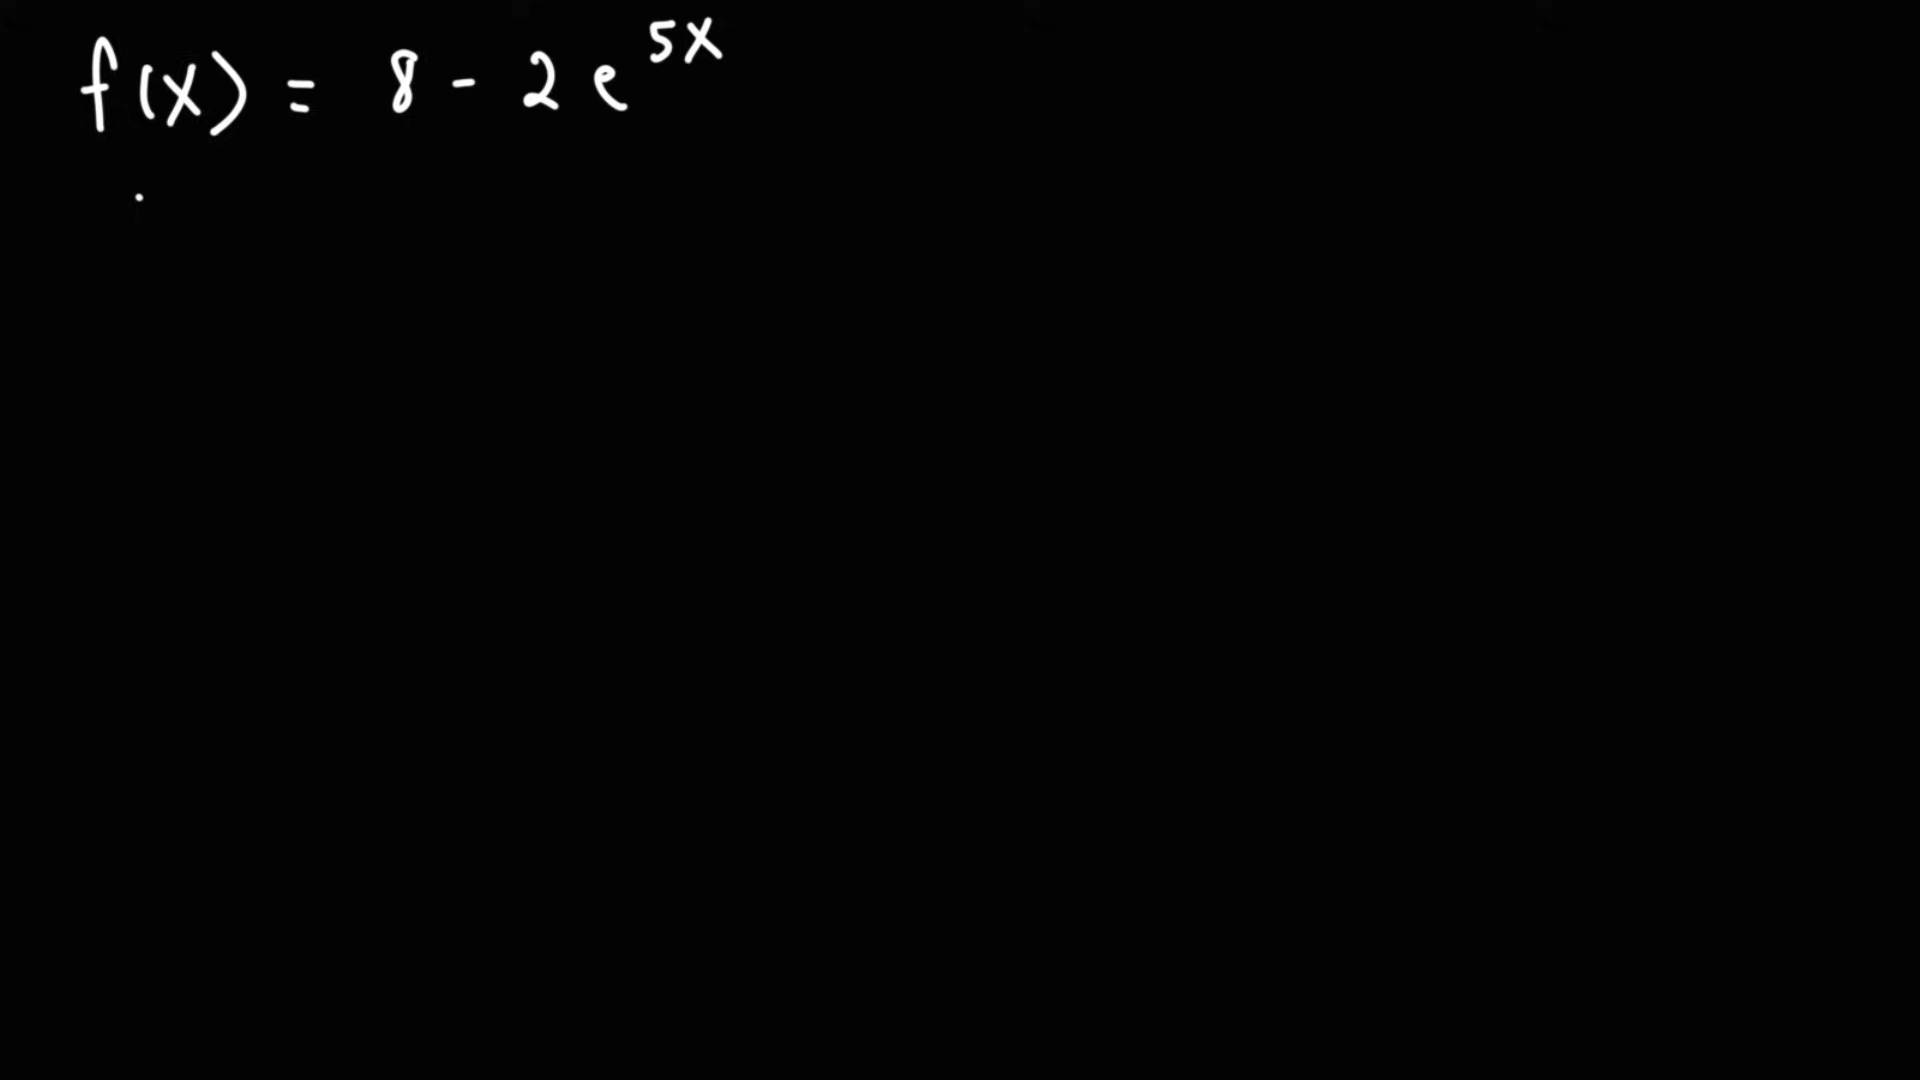 f(x) = 8 - 2e^{5x}